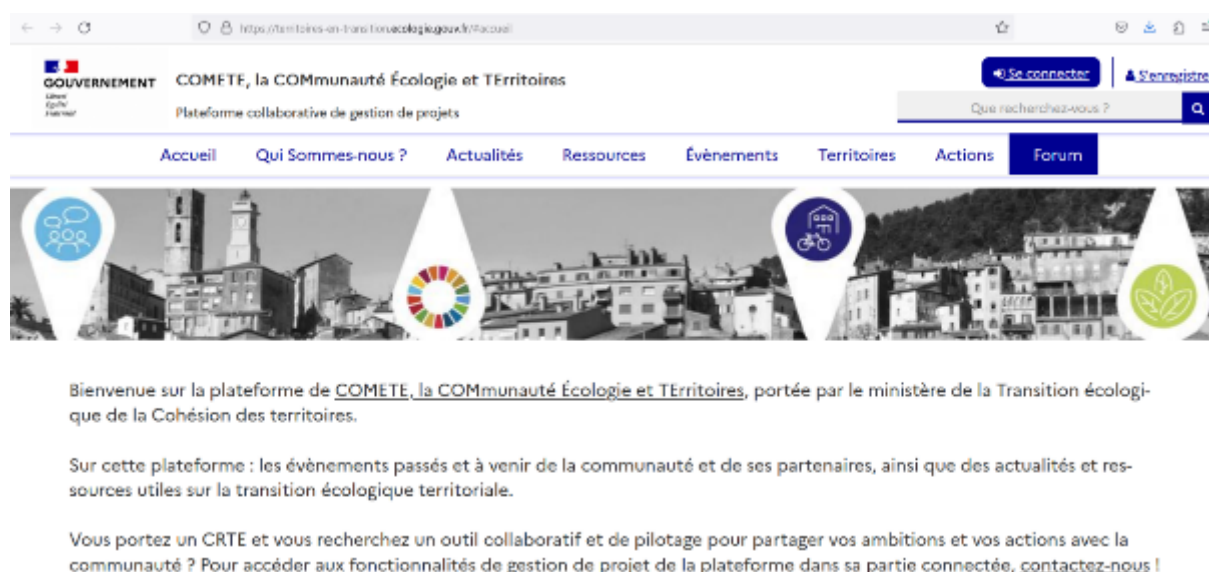 https://territoires-en-transition.ecologie.gouv.fr/#accueil
GOUVERNEMENT
Liberté
Égalité
Fraternité
COMETE, la COMmunauté Écologie et TErritoires
Plateforme collaborative de gestion de projets
Se connecter
S'enregistre
Que recherchez-vous ?
Accueil Qui Sommes-nous ? Actualités Ressources Évènements Territoires Actions Forum
Bienvenue sur la plateforme de COMETE, la COMmunauté Écologie et TErritoires, portée par le ministère de la Transition écologi-
que de la Cohésion des territoires.
Sur cette plateforme : les évènements passés et à venir de la communauté et de ses partenaires, ainsi que des actualités et res-
sources utiles sur la transition écologique territoriale.
Vous portez un CRTE et vous recherchez un outil collaboratif et de pilotage pour partager vos ambitions et vos actions avec la
communauté ? Pour accéder aux fonctionnalités de gestion de projet de la plateforme dans sa partie connectée, contactez-nous !